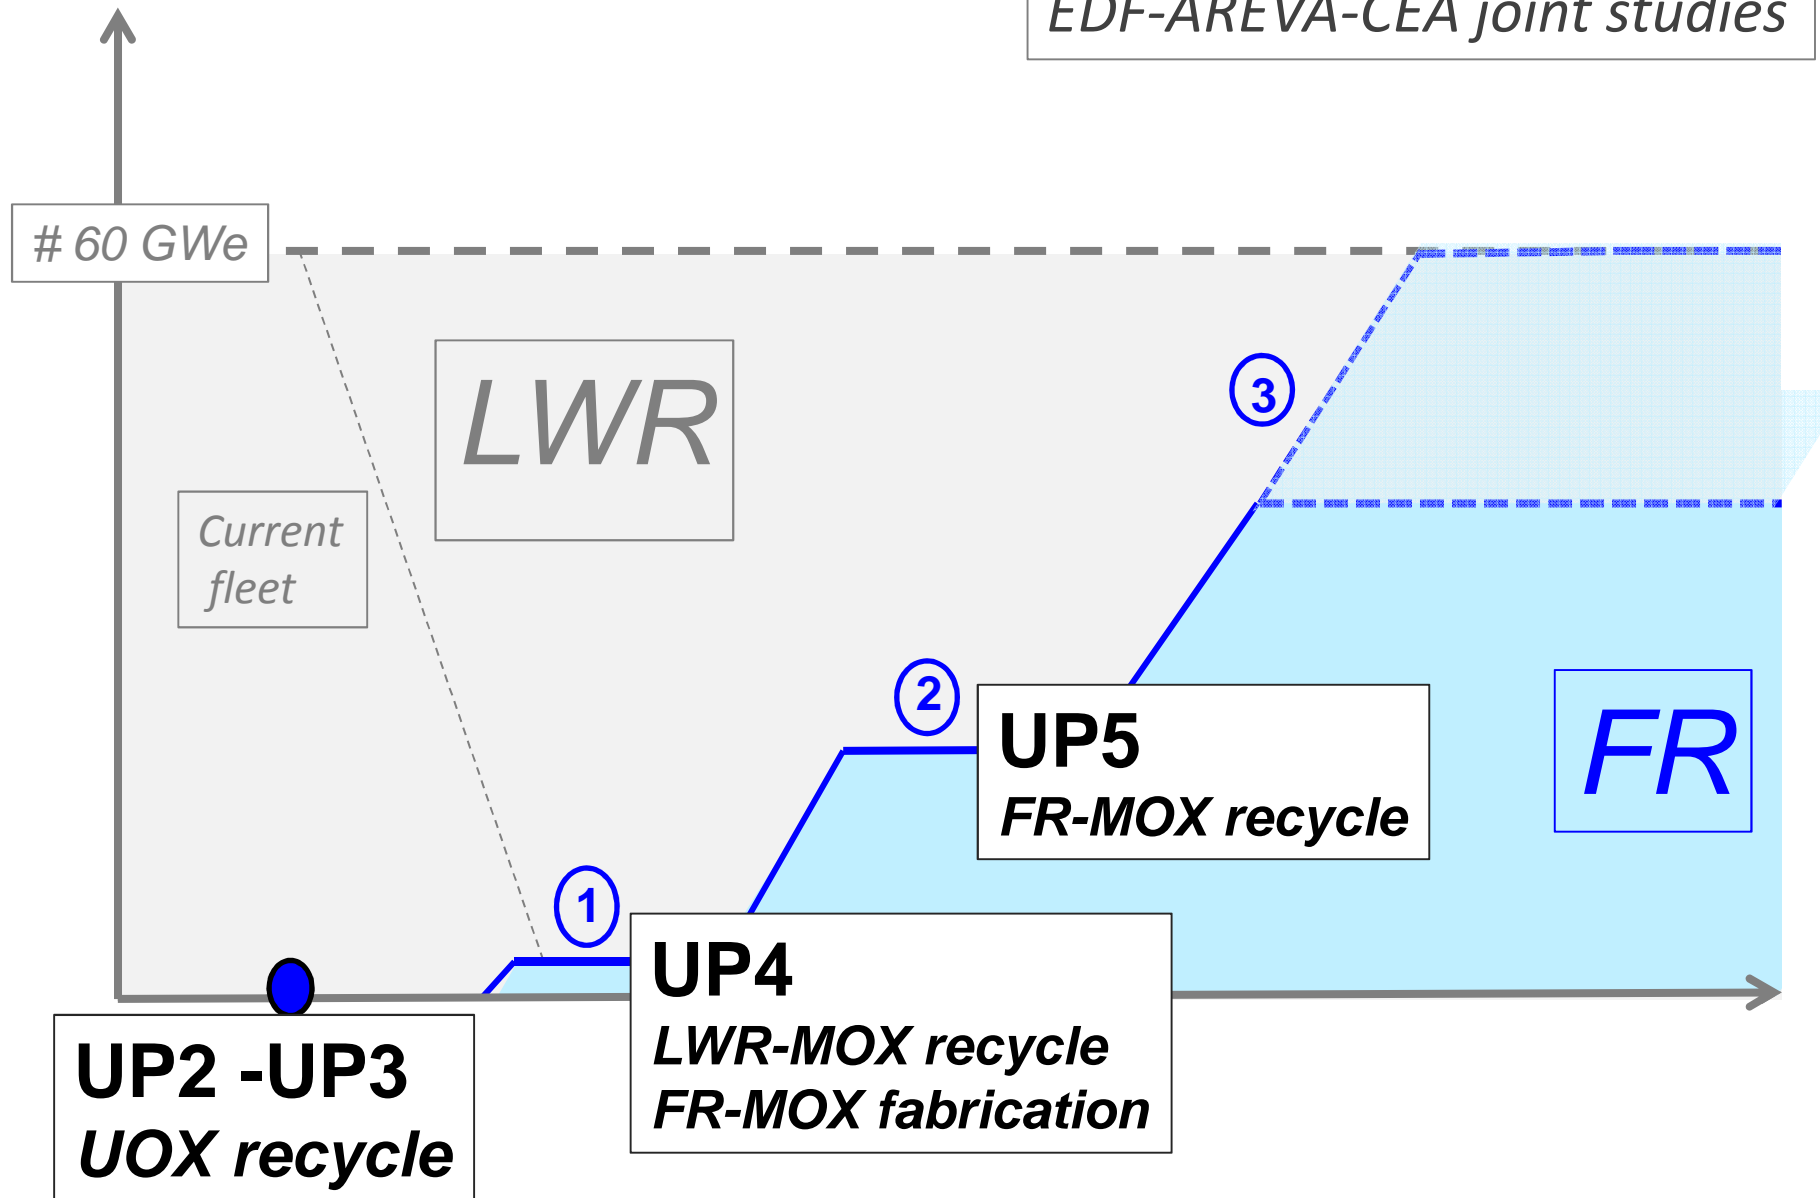 EDF-AREVA-CEA joint studies
# 60 GWe
LWR
3
Current
fleet
2
UP5
FR-MOX recycle
FR
1
UP4
LWR-MOX recycle
FR-MOX fabrication
UP2 -UP3
UOX recycle